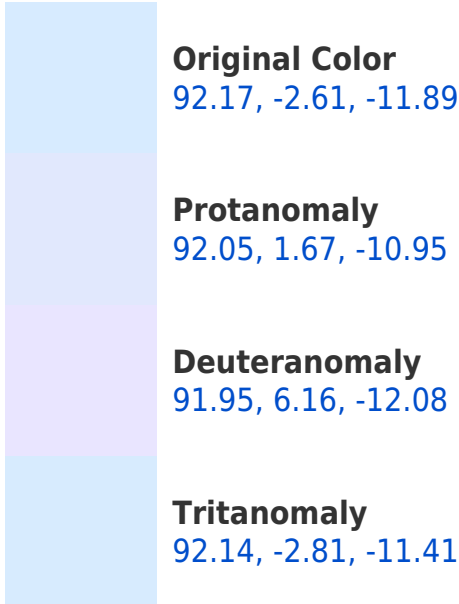 Original Color
92.17, -2.61, -11.89
Protanomaly
92.05, 1.67, -10.95
Deuteranomaly
91.95, 6.16, -12.08
Tritanomaly
92.14, -2.81, -11.41